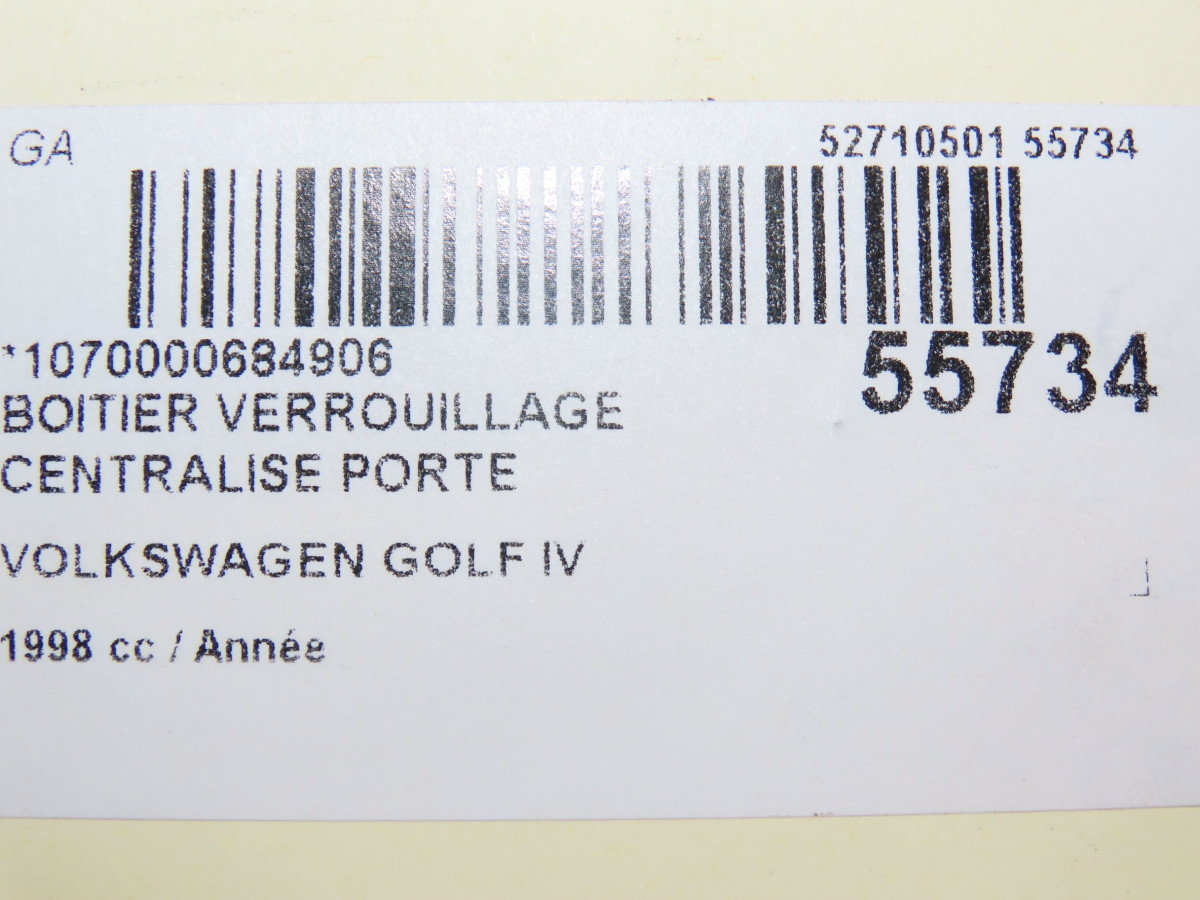 GA
52710501 55734
*1070000684906
55734
BOITIER VERROUILLAGE
CENTRALISE PORTE
VOLKSWAGEN GOLF IV
1998 cc / Année